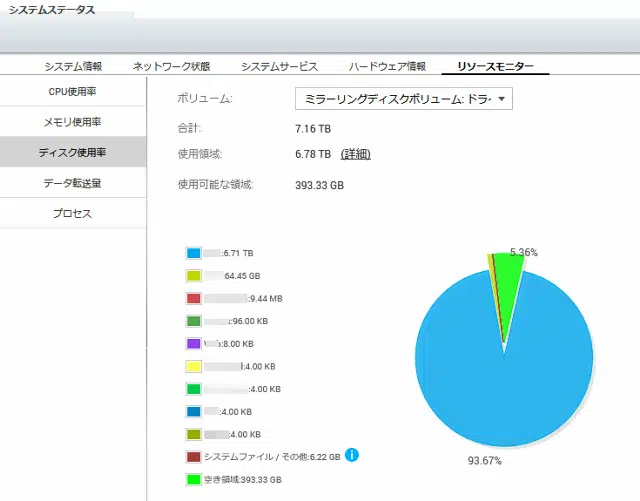 システムステータス
システム情報 ネットワーク状態 システムサービス ハードウェア情報 リソースモニター
CPU使用率
メモリ使用率
ディスク使用率
データ転送量
プロセス
ボリューム: ミラーリングディスクボリューム: ドラ
合計: 7.16 TB
使用領域: 6.78 TB (詳細)
使用可能な領域: 393.33 GB
:6.71 TB
64.45 GB
:9.44 MB
:96.00 KB
:8.00 KB
:4.00 KB
:4.00 KB
:4.00 KB
:4.00 KB
システムファイル / その他:6.22 GB
空き領域:393.33 GB
5.36%
93.67%